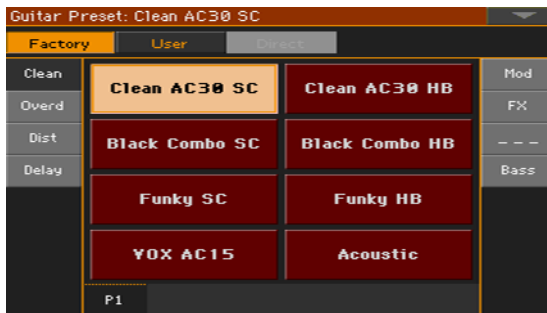 Guitar Preset: Clean AC30 SC
Factory User Direct
Clean Clean AC30 SC Clean AC30 HB Mod
Overd FX
Dist Black Combo SC Black Combo HB ---
Delay Bass
Funky SC Funky HB
VOX AC15 Acoustic
P1